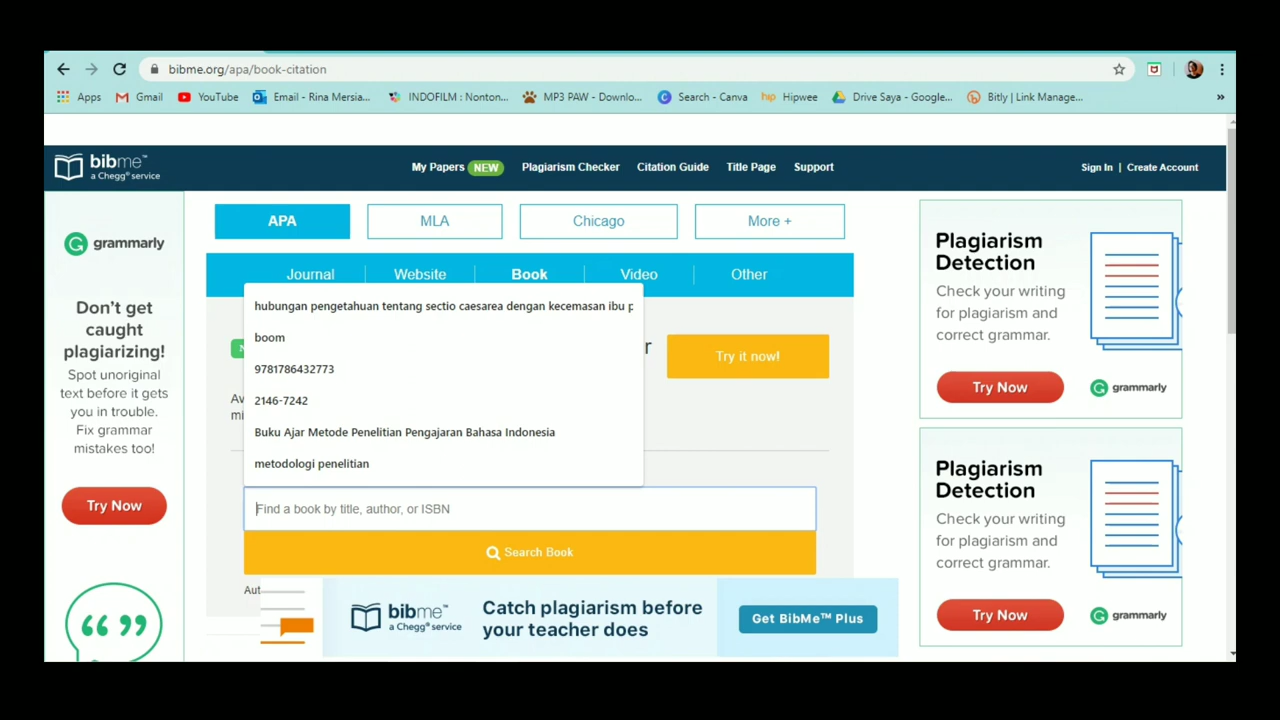 bibme.org/apa/book-citation
Apps Gmail YouTube Email - Rina Mersia... INDOFILM : Nonton... MP3 PAW - Downlo... Search - Canva hip Hipwee Drive Saya - Google... Bitly | Link Manage... »
bibme™
a Chegg® service
My Papers NEW Plagiarism Checker Citation Guide Title Page Support
Sign In | Create Account
APA MLA Chicago More +
Journal Website Book Video Other
grammarly
Don't get
caught
plagiarizing!
Spot unoriginal
text before it gets
you in trouble.
Fix grammar
mistakes too!
Try Now
hubungan pengetahuan tentang sectio caesarea dengan kecemasan ibu p
boom
9781786432773
2146-7242
Buku Ajar Metode Penelitian Pengajaran Bahasa Indonesia
metodologi penelitian
r
Try it now!
Av
mi
Find a book by title, author, or ISBN
Search Book
Aut
bibme™
a Chegg® service
Catch plagiarism before
your teacher does
Get BibMe™ Plus
Plagiarism
Detection
Check your writing
for plagiarism and
correct grammar.
Try Now
grammarly
Plagiarism
Detection
Check your writing
for plagiarism and
correct grammar.
Try Now
grammarly